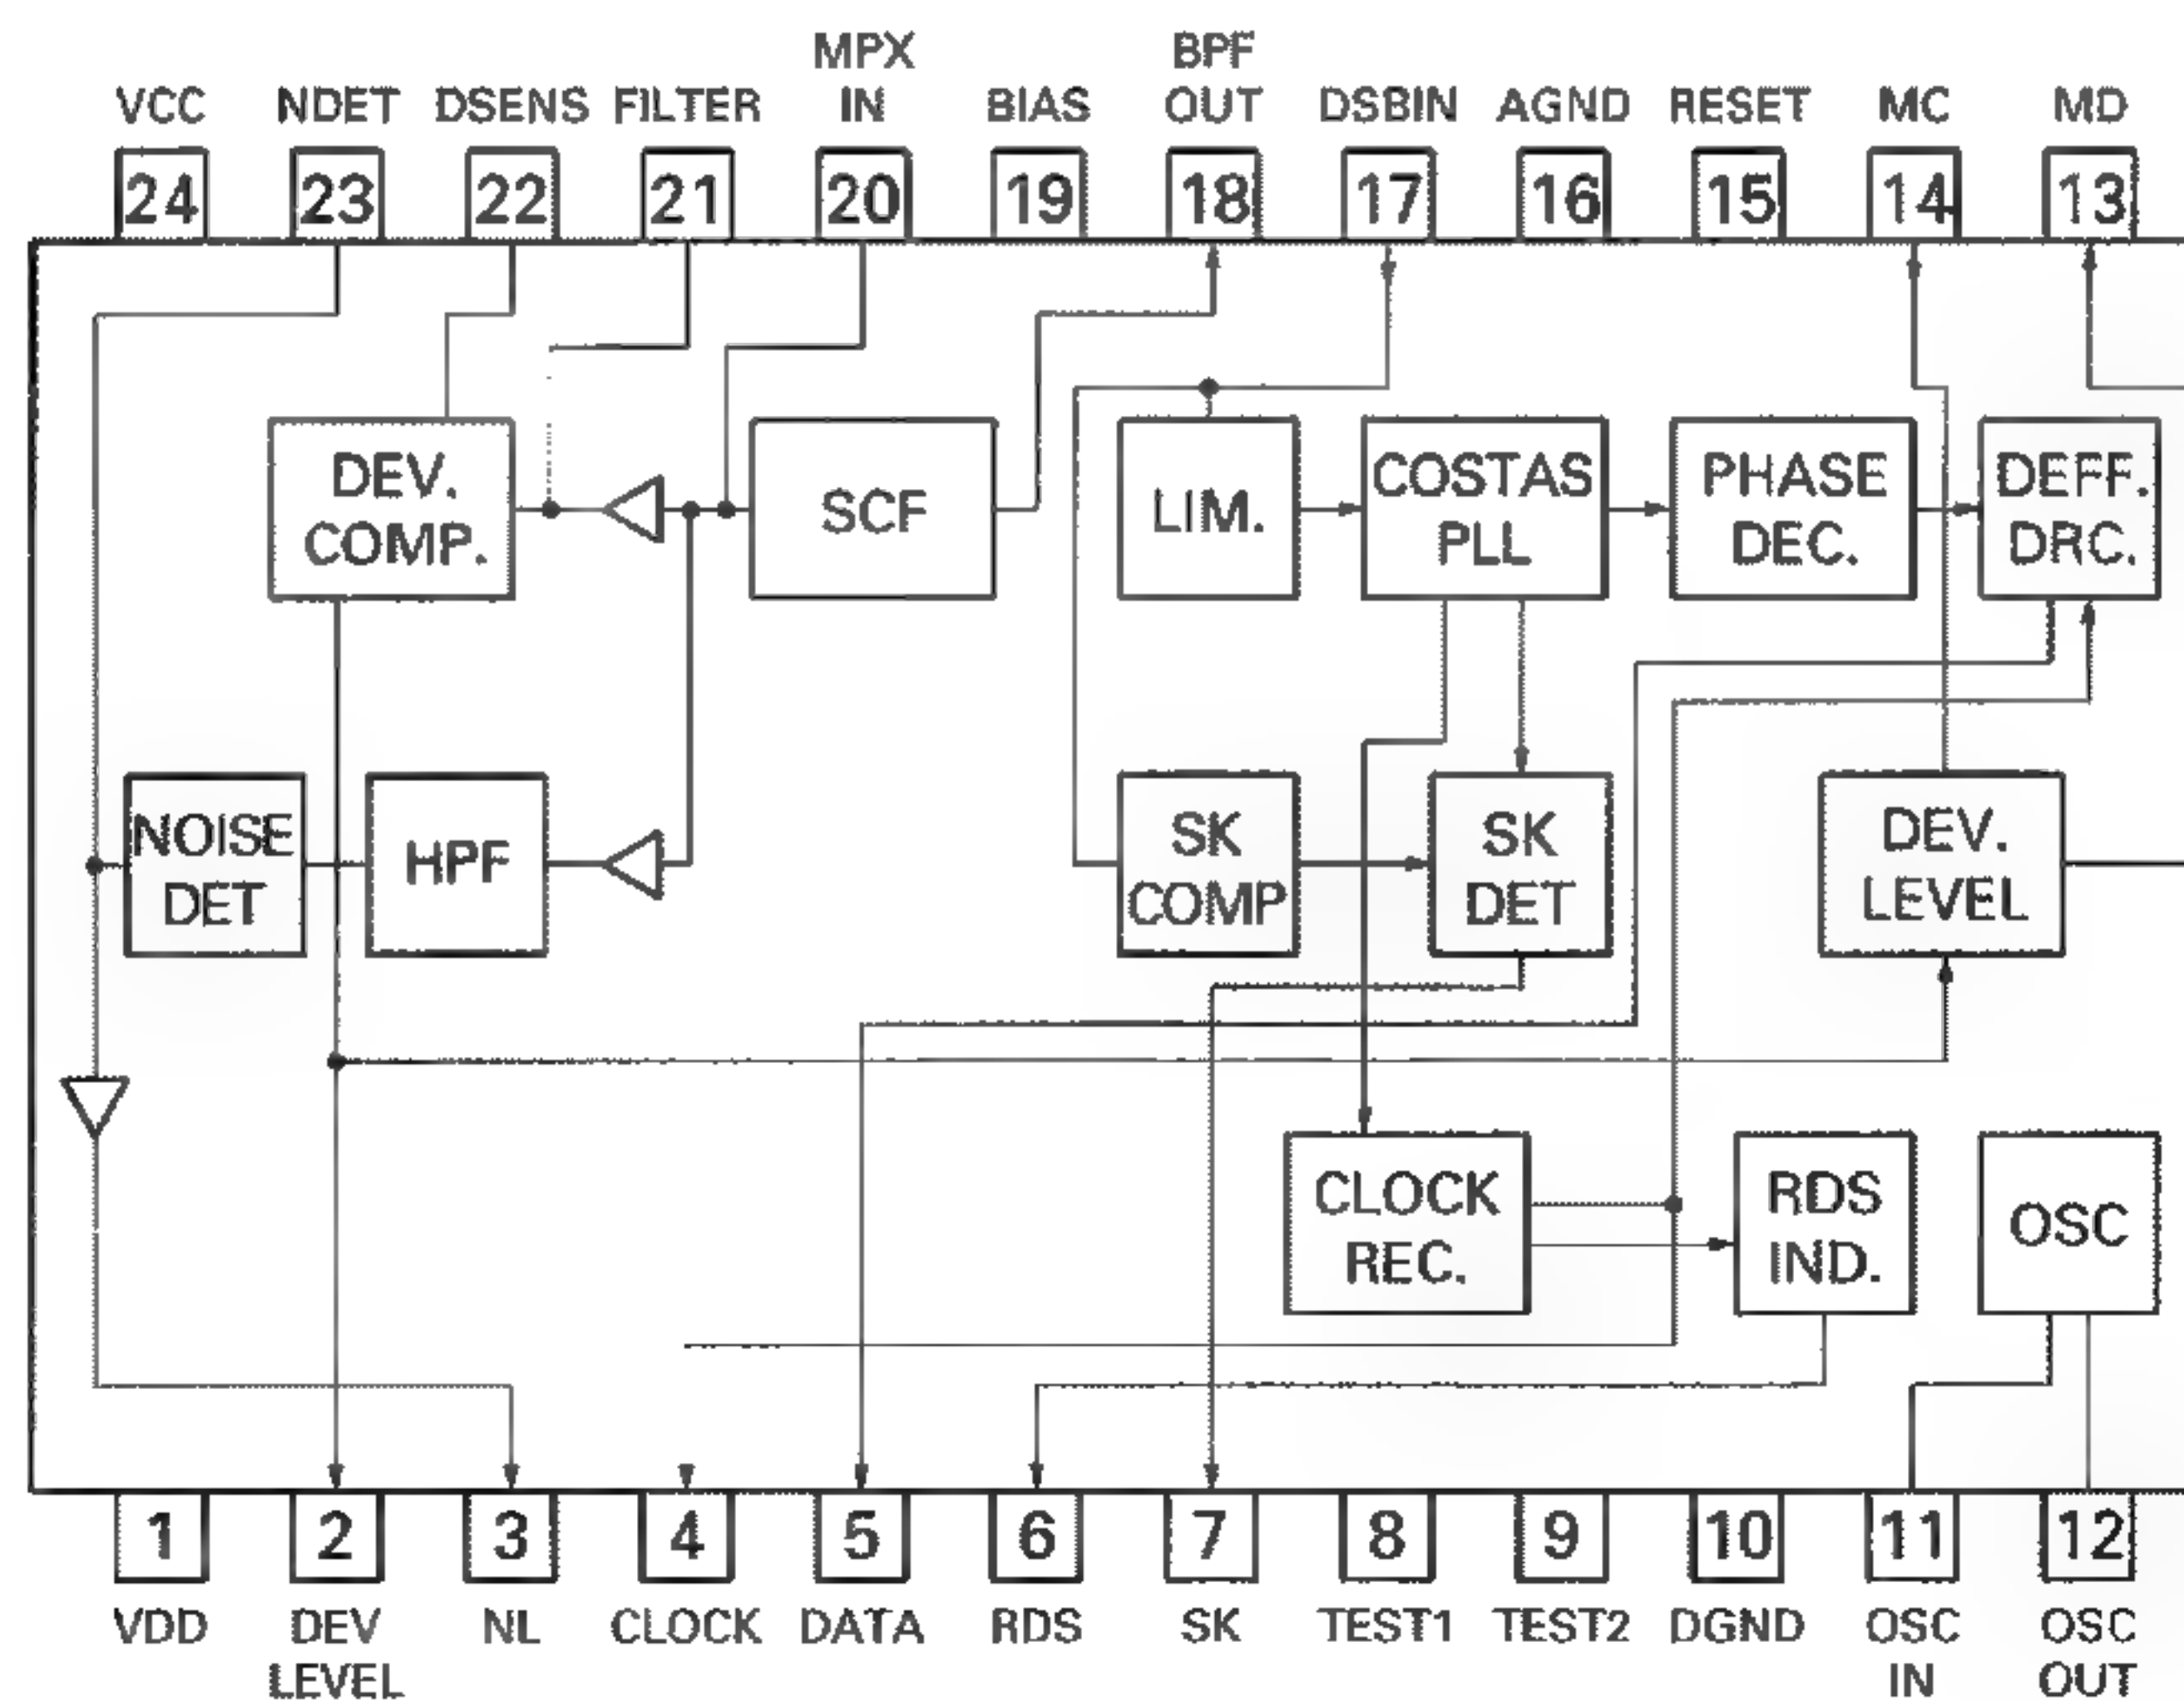 MPX BPF
VCC NDET DSENS FILTER IN BIAS OUT DSBIN AGND RESET MC MD
24 23 22 21 20 19 18 17 16 15 14 13
DEV. COSTAS PHASE DEFF.
SCF LIM.
COMP. PLL DEC. DRC.
NOISE SK SK DEV.
HPF
DET COMP DET LEVEL
CLOCK RDS
OSC
REC. IND.
1 2 3 4 5 6 7 8 9 10 11 12
VDD DEV NL CLOCK DATA RDS SK TEST1 TEST2 DGND OSC OSC
LEVEL IN OUT